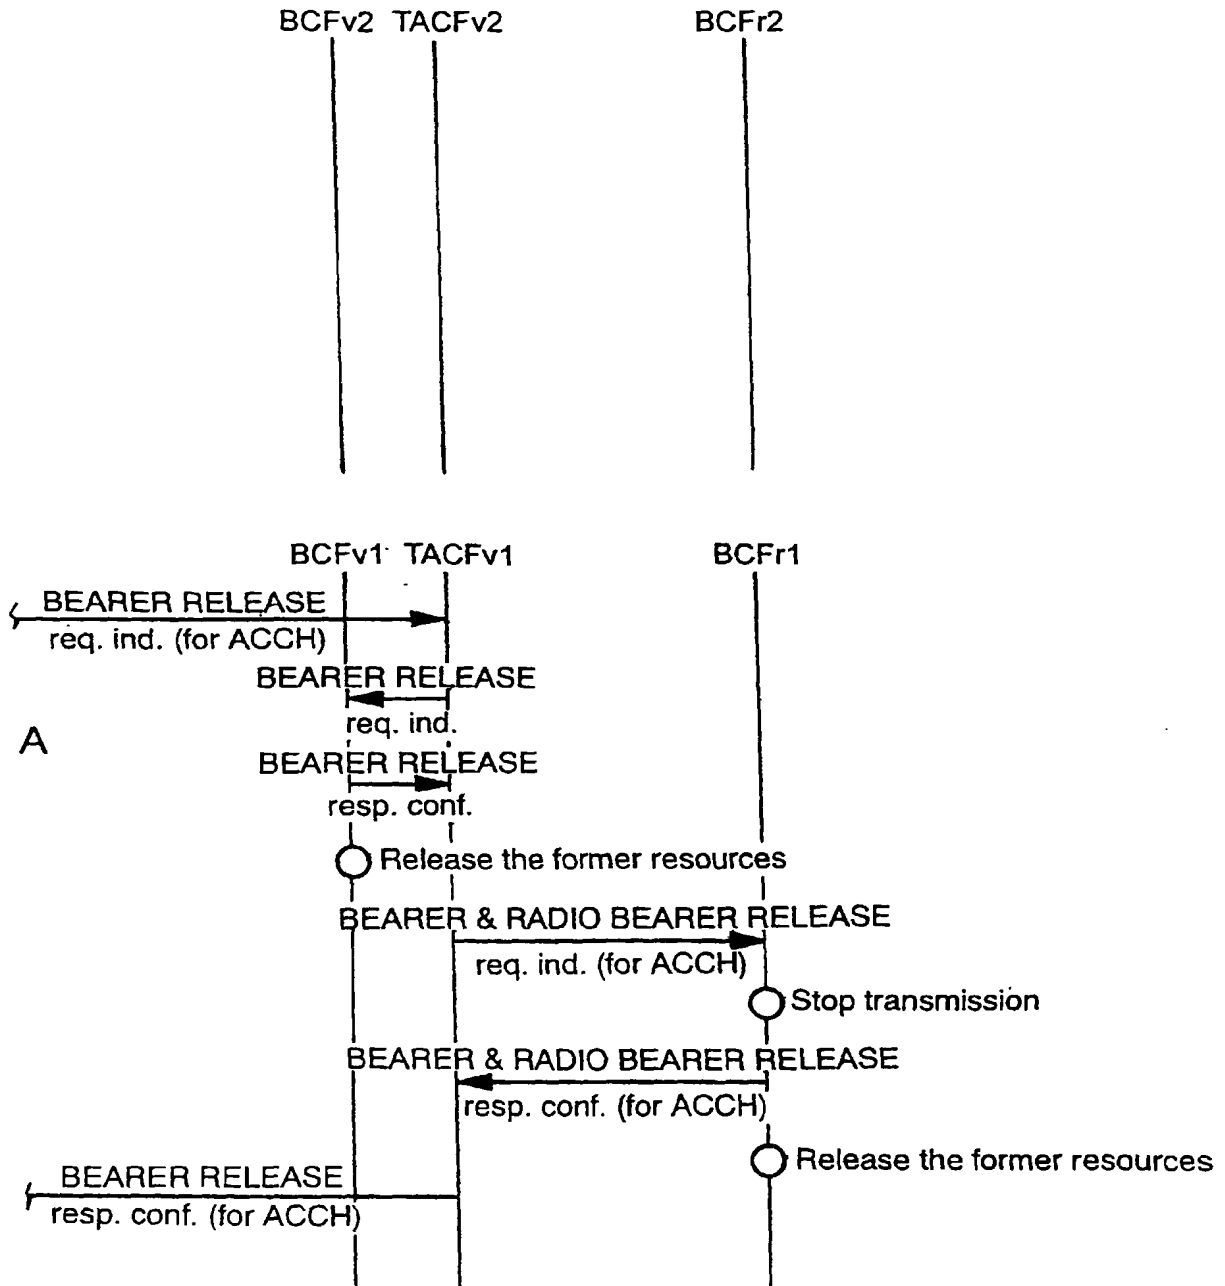 BCFv2 TACFv2 BCFr2
BCFv1 TACFv1 BCFr1
BEARER RELEASE
req. ind. (for ACCH)
BEARER RELEASE
req. ind.
A
BEARER RELEASE
resp. conf.
Release the former resources
BEARER & RADIO BEARER RELEASE
req. ind. (for ACCH)
Stop transmission
BEARER & RADIO BEARER RELEASE
resp. conf. (for ACCH)
Release the former resources
BEARER RELEASE
resp. conf. (for ACCH)